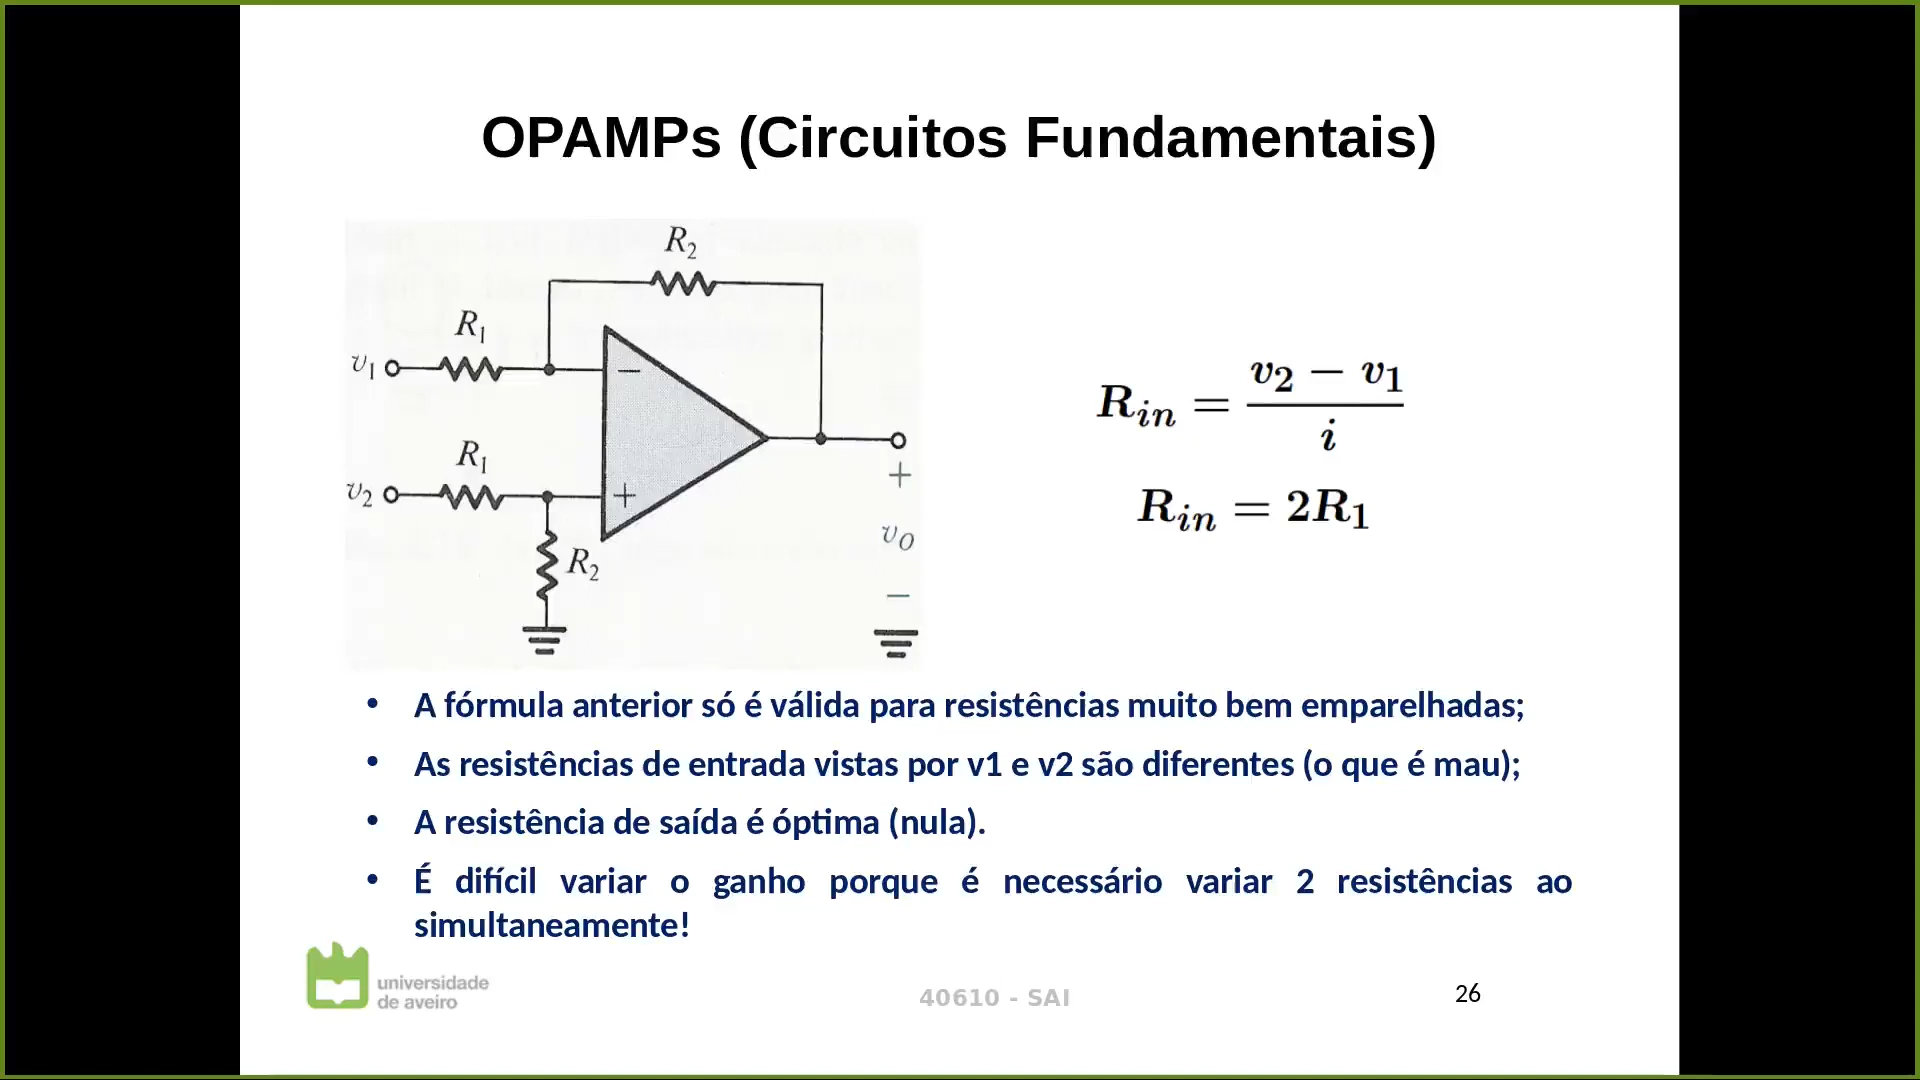 OPAMPs (Circuitos Fundamentais)
R2
R1
v1
−
R1
v2
+
R2
+
vO
−
Rin = v2 − v1 / i
Rin = 2R1
• A fórmula anterior só é válida para resistências muito bem emparelhadas;
• As resistências de entrada vistas por v1 e v2 são diferentes (o que é mau);
• A resistência de saída é óptima (nula).
• É difícil variar o ganho porque é necessário variar 2 resistências ao
simultaneamente!
universidade
de aveiro
40610 - SAI
26